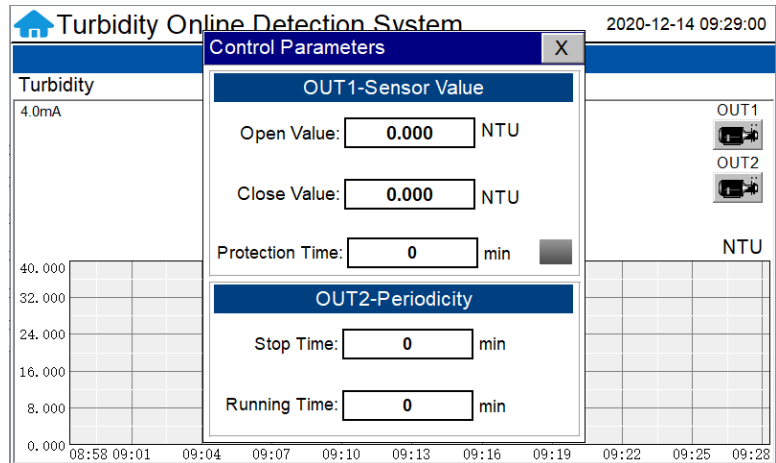 Turbidity Online Detection System 2020-12-14 09:29:00
Control Parameters X
Turbidity
OUT1-Sensor Value
4.0mA
OUT1
Open Value: 0.000 NTU
OUT2
Close Value: 0.000 NTU
Protection Time: 0 min
NTU
40.000
OUT2-Periodicity
32.000
Stop Time: 0 min
24.000
16.000
Running Time: 0 min
8.000
0.000
08:58 09:01 09:04 09:07 09:10 09:13 09:16 09:19 09:22 09:25 09:28